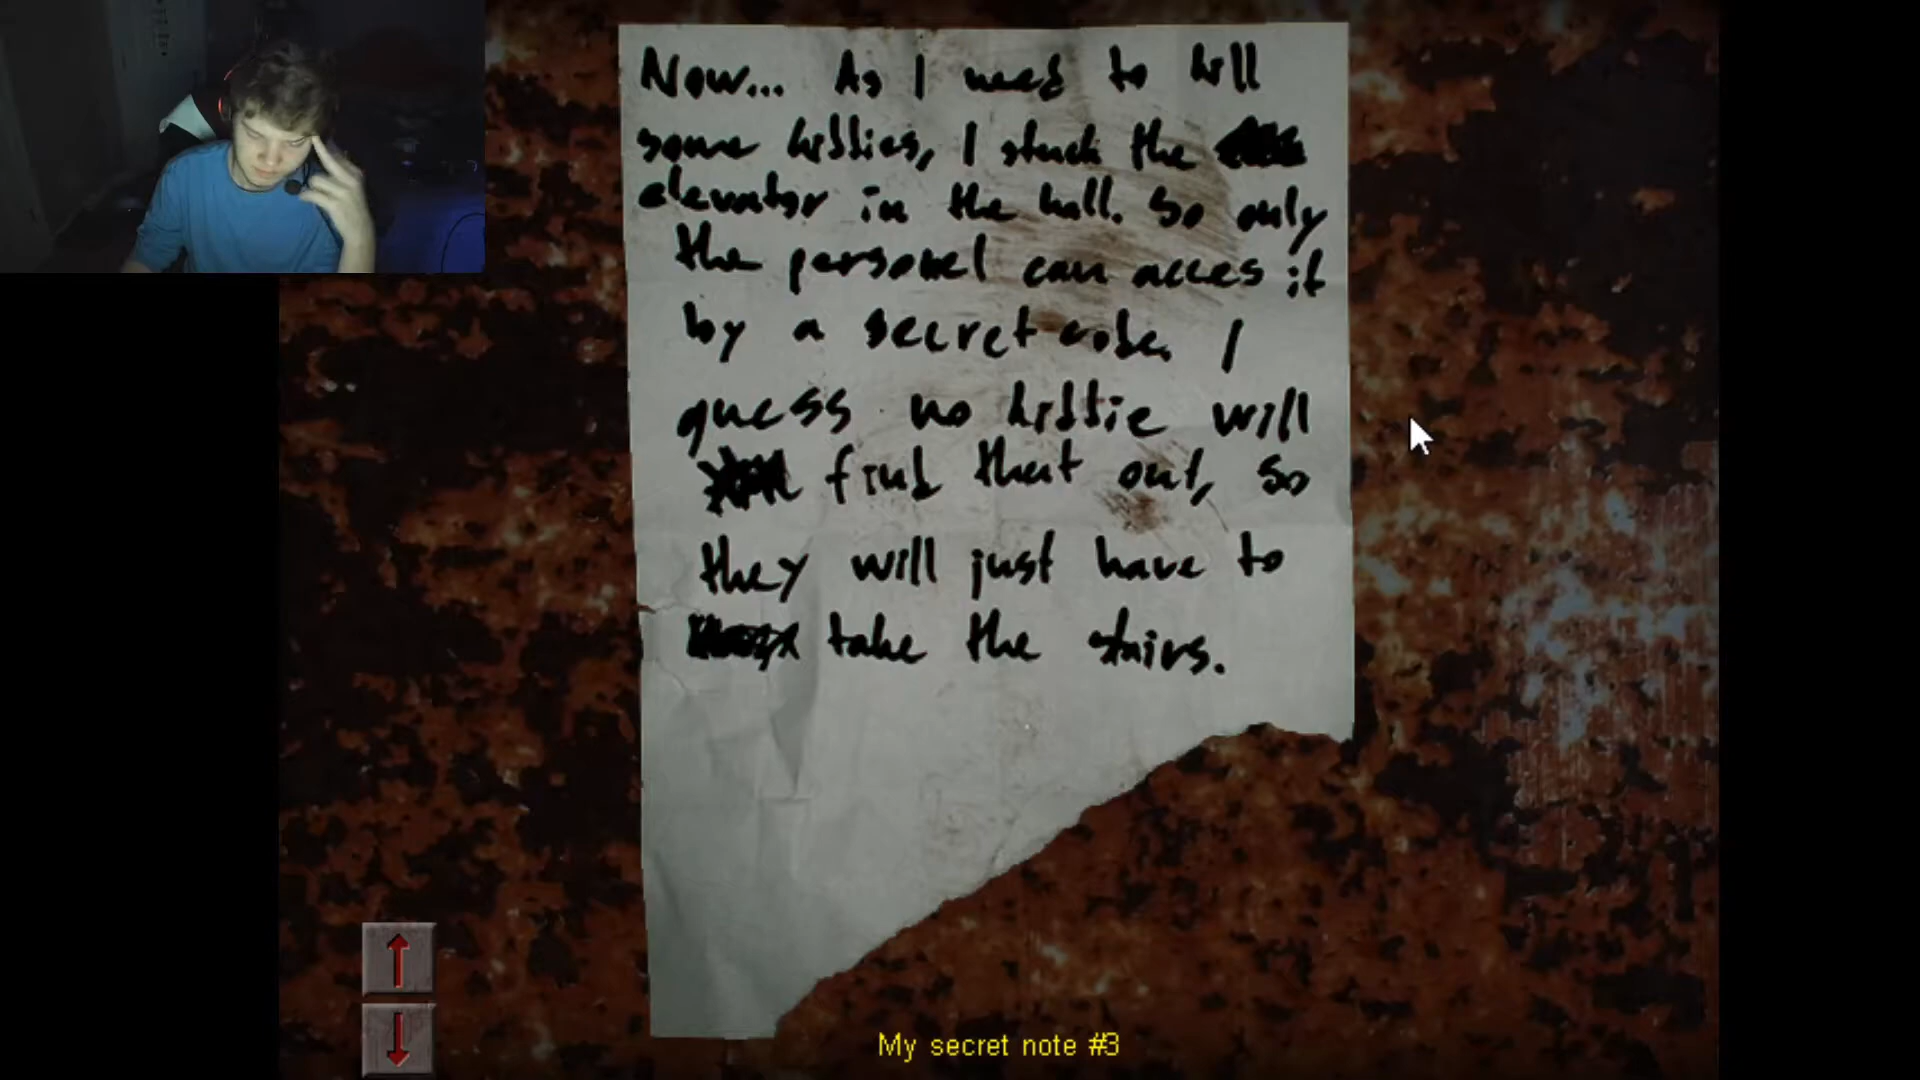 Now... As I need to kill
some kiddies, I stuck the
elevator in the hall. So only
the personel can acces it
by a secret code. I
guess no kiddie will
find that out, so
they will just have to
take the stairs.
My secret note #3